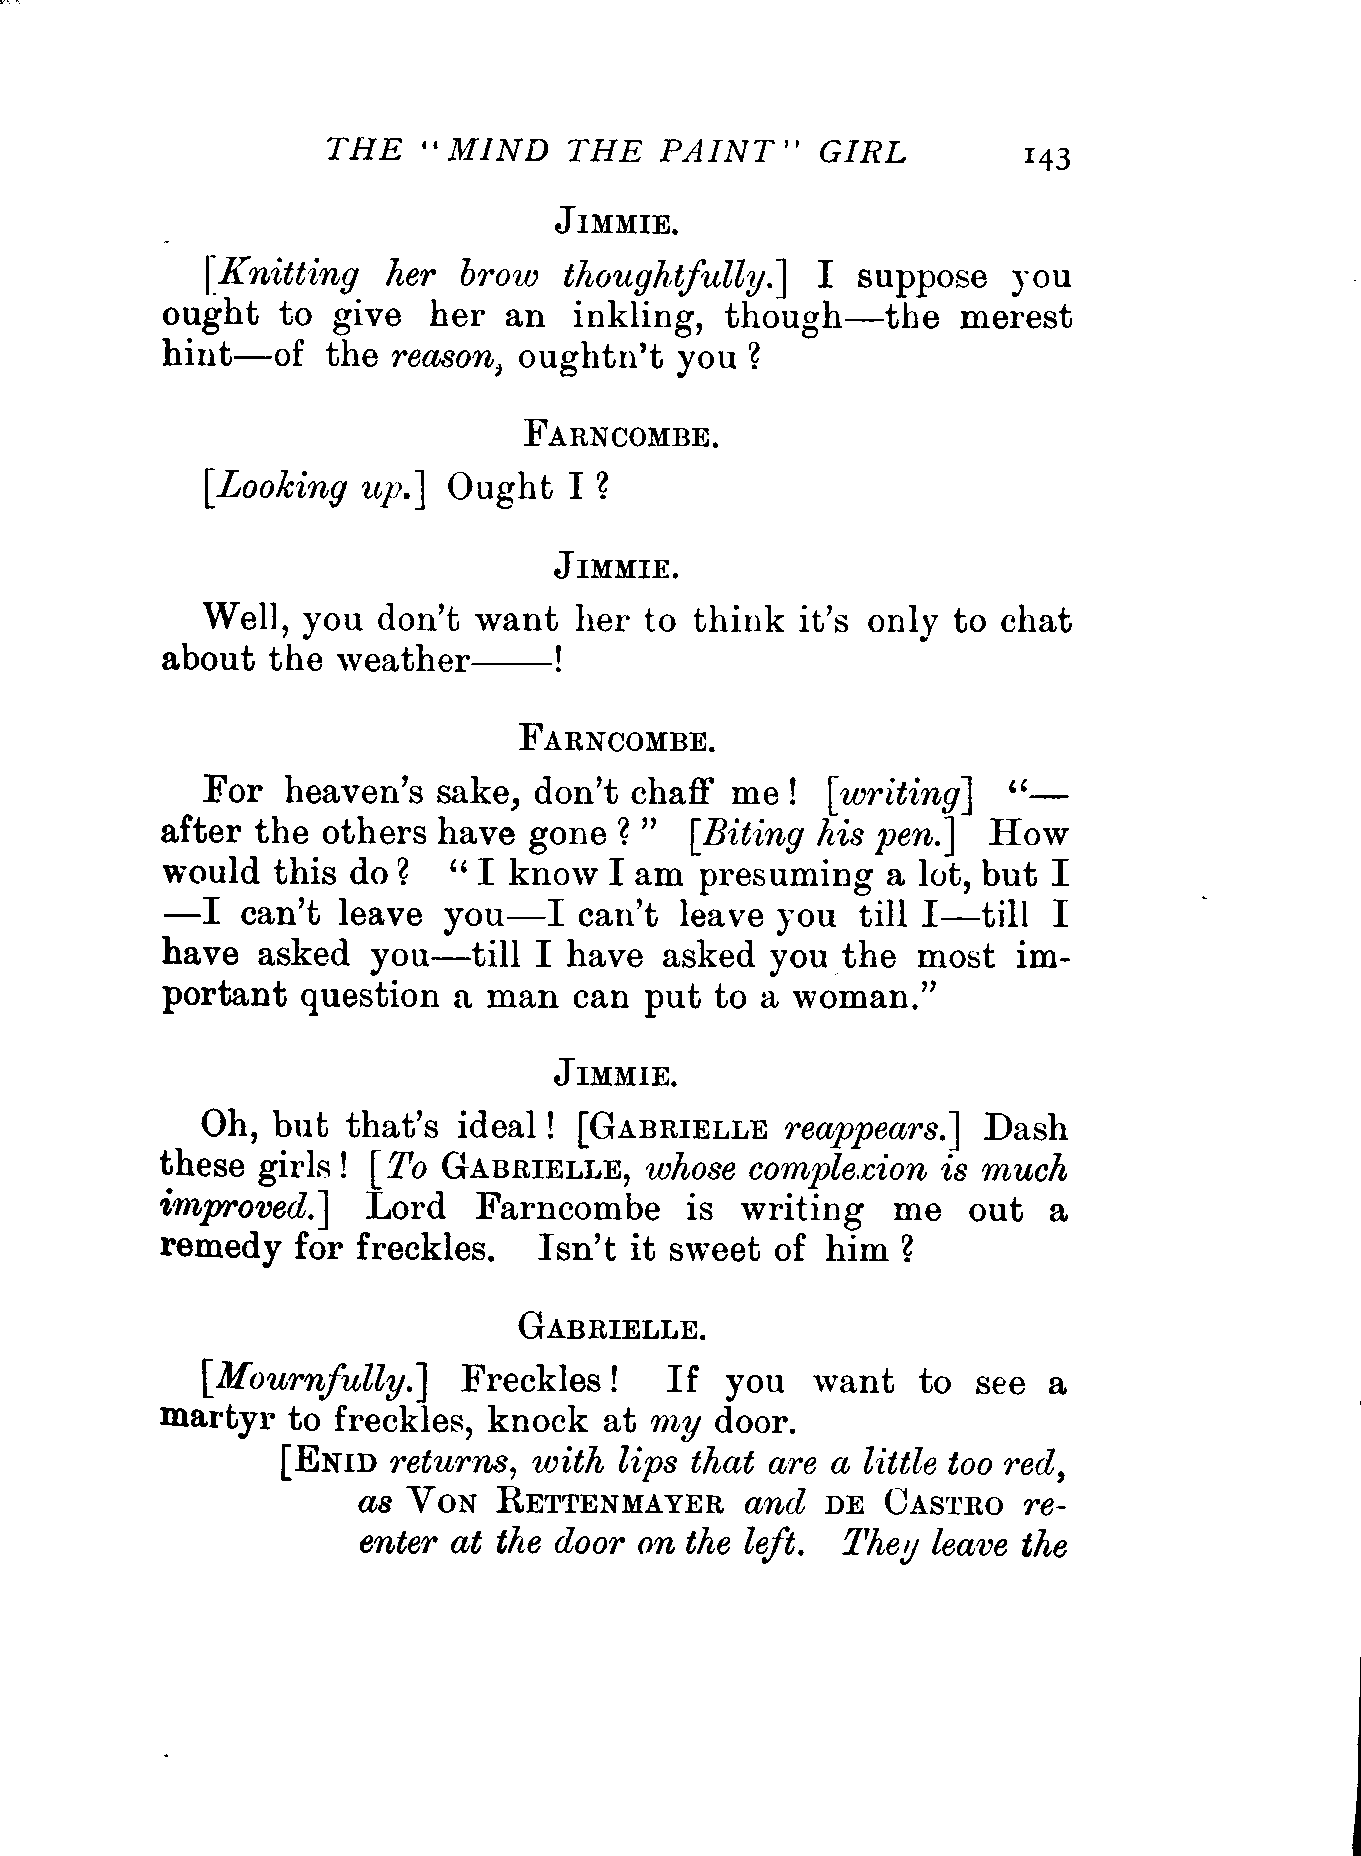 THE "MIND THE PAINT" GIRL 143
JIMMIE.
[Knitting her brow thoughtfully.] I suppose you
ought to give her an inkling, though—the merest
hint—of the reason, oughtn't you ?
FARNCOMBE.
[Looking up.] Ought I ?
JIMMIE.
Well, you don't want her to think it's only to chat
about the weather——!
FARNCOMBE.
For heaven's sake, don't chaff me ! [writing] "—
after the others have gone ? " [Biting his pen.] How
would this do ? " I know I am presuming a lot, but I
—I can't leave you—I can't leave you till I—till I
have asked you—till I have asked you the most im-
portant question a man can put to a woman."
JIMMIE.
Oh, but that's ideal ! [GABRIELLE reappears.] Dash
these girls ! [To GABRIELLE, whose complexion is much
improved.] Lord Farncombe is writing me out a
remedy for freckles. Isn't it sweet of him ?
GABRIELLE.
[Mournfully.] Freckles ! If you want to see a
martyr to freckles, knock at my door.
[ENID returns, with lips that are a little too red,
as VON RETTENMAYER and DE CASTRO re-
enter at the door on the left. They leave the